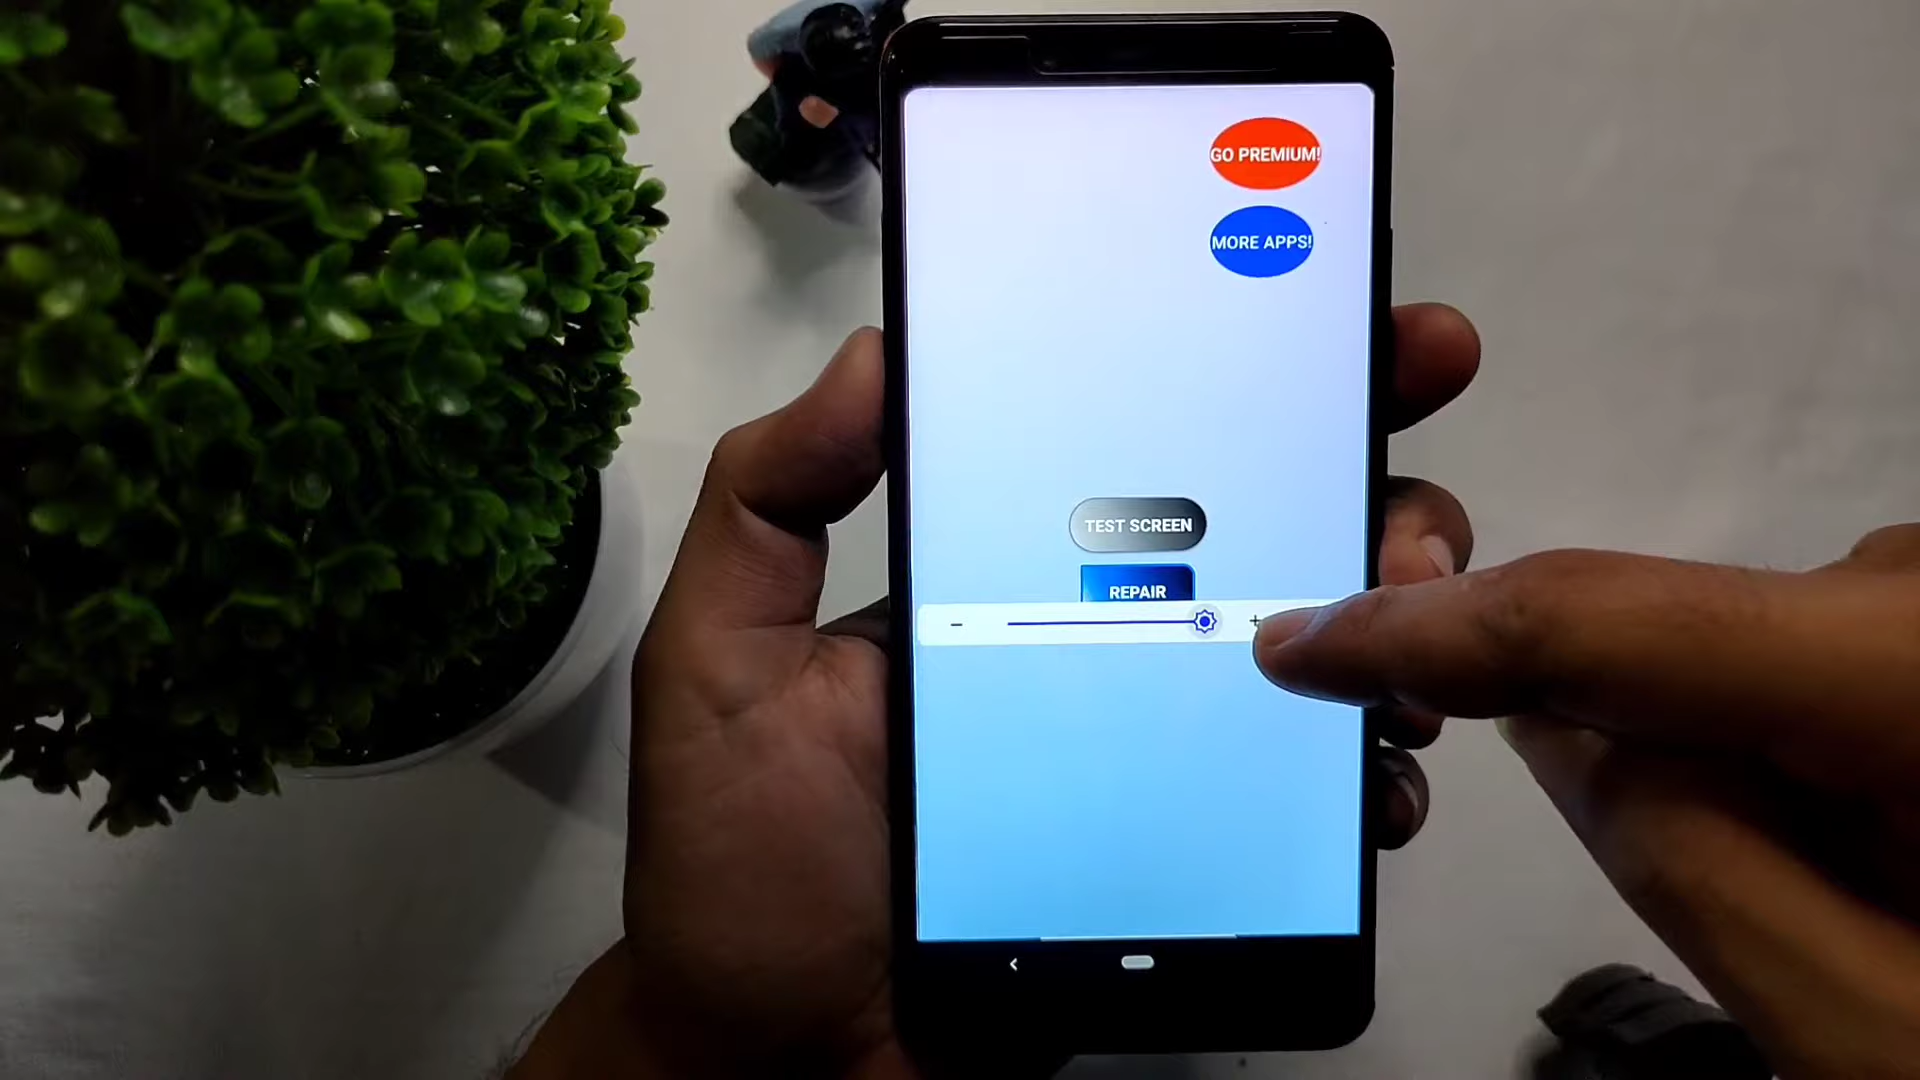 GO PREMIUM!
MORE APPS!
TEST SCREEN
REPAIR
- +